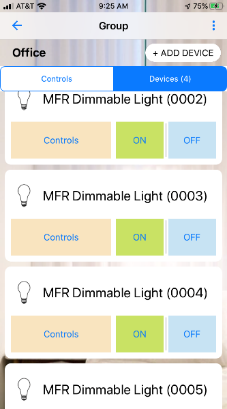 AT&T 9:25 AM 75%
Group
Office + ADD DEVICE
Controls Devices (4)
MFR Dimmable Light (0002)
Controls ON OFF
MFR Dimmable Light (0003)
Controls ON OFF
MFR Dimmable Light (0004)
Controls ON OFF
MFR Dimmable Light (0005)